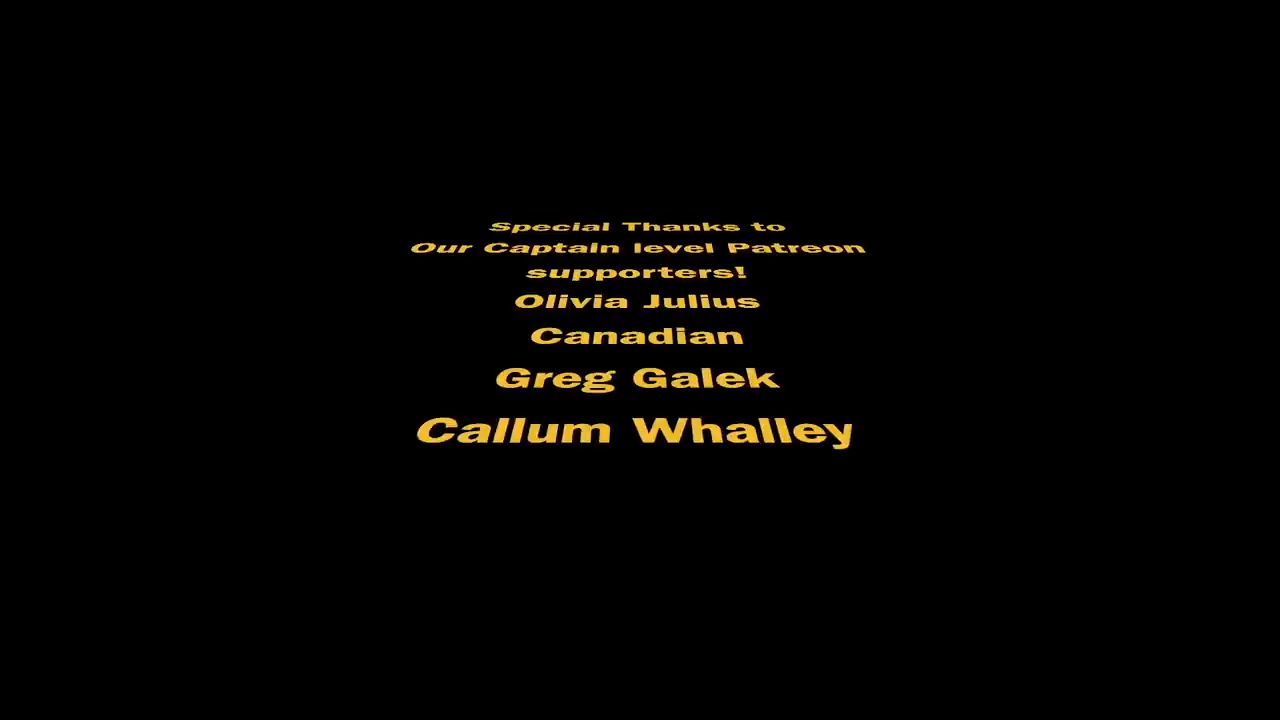 Special Thanks to
Our Captain level Patreon
supporters!
Olivia Julius
Canadian
Greg Galek
Callum Whalley